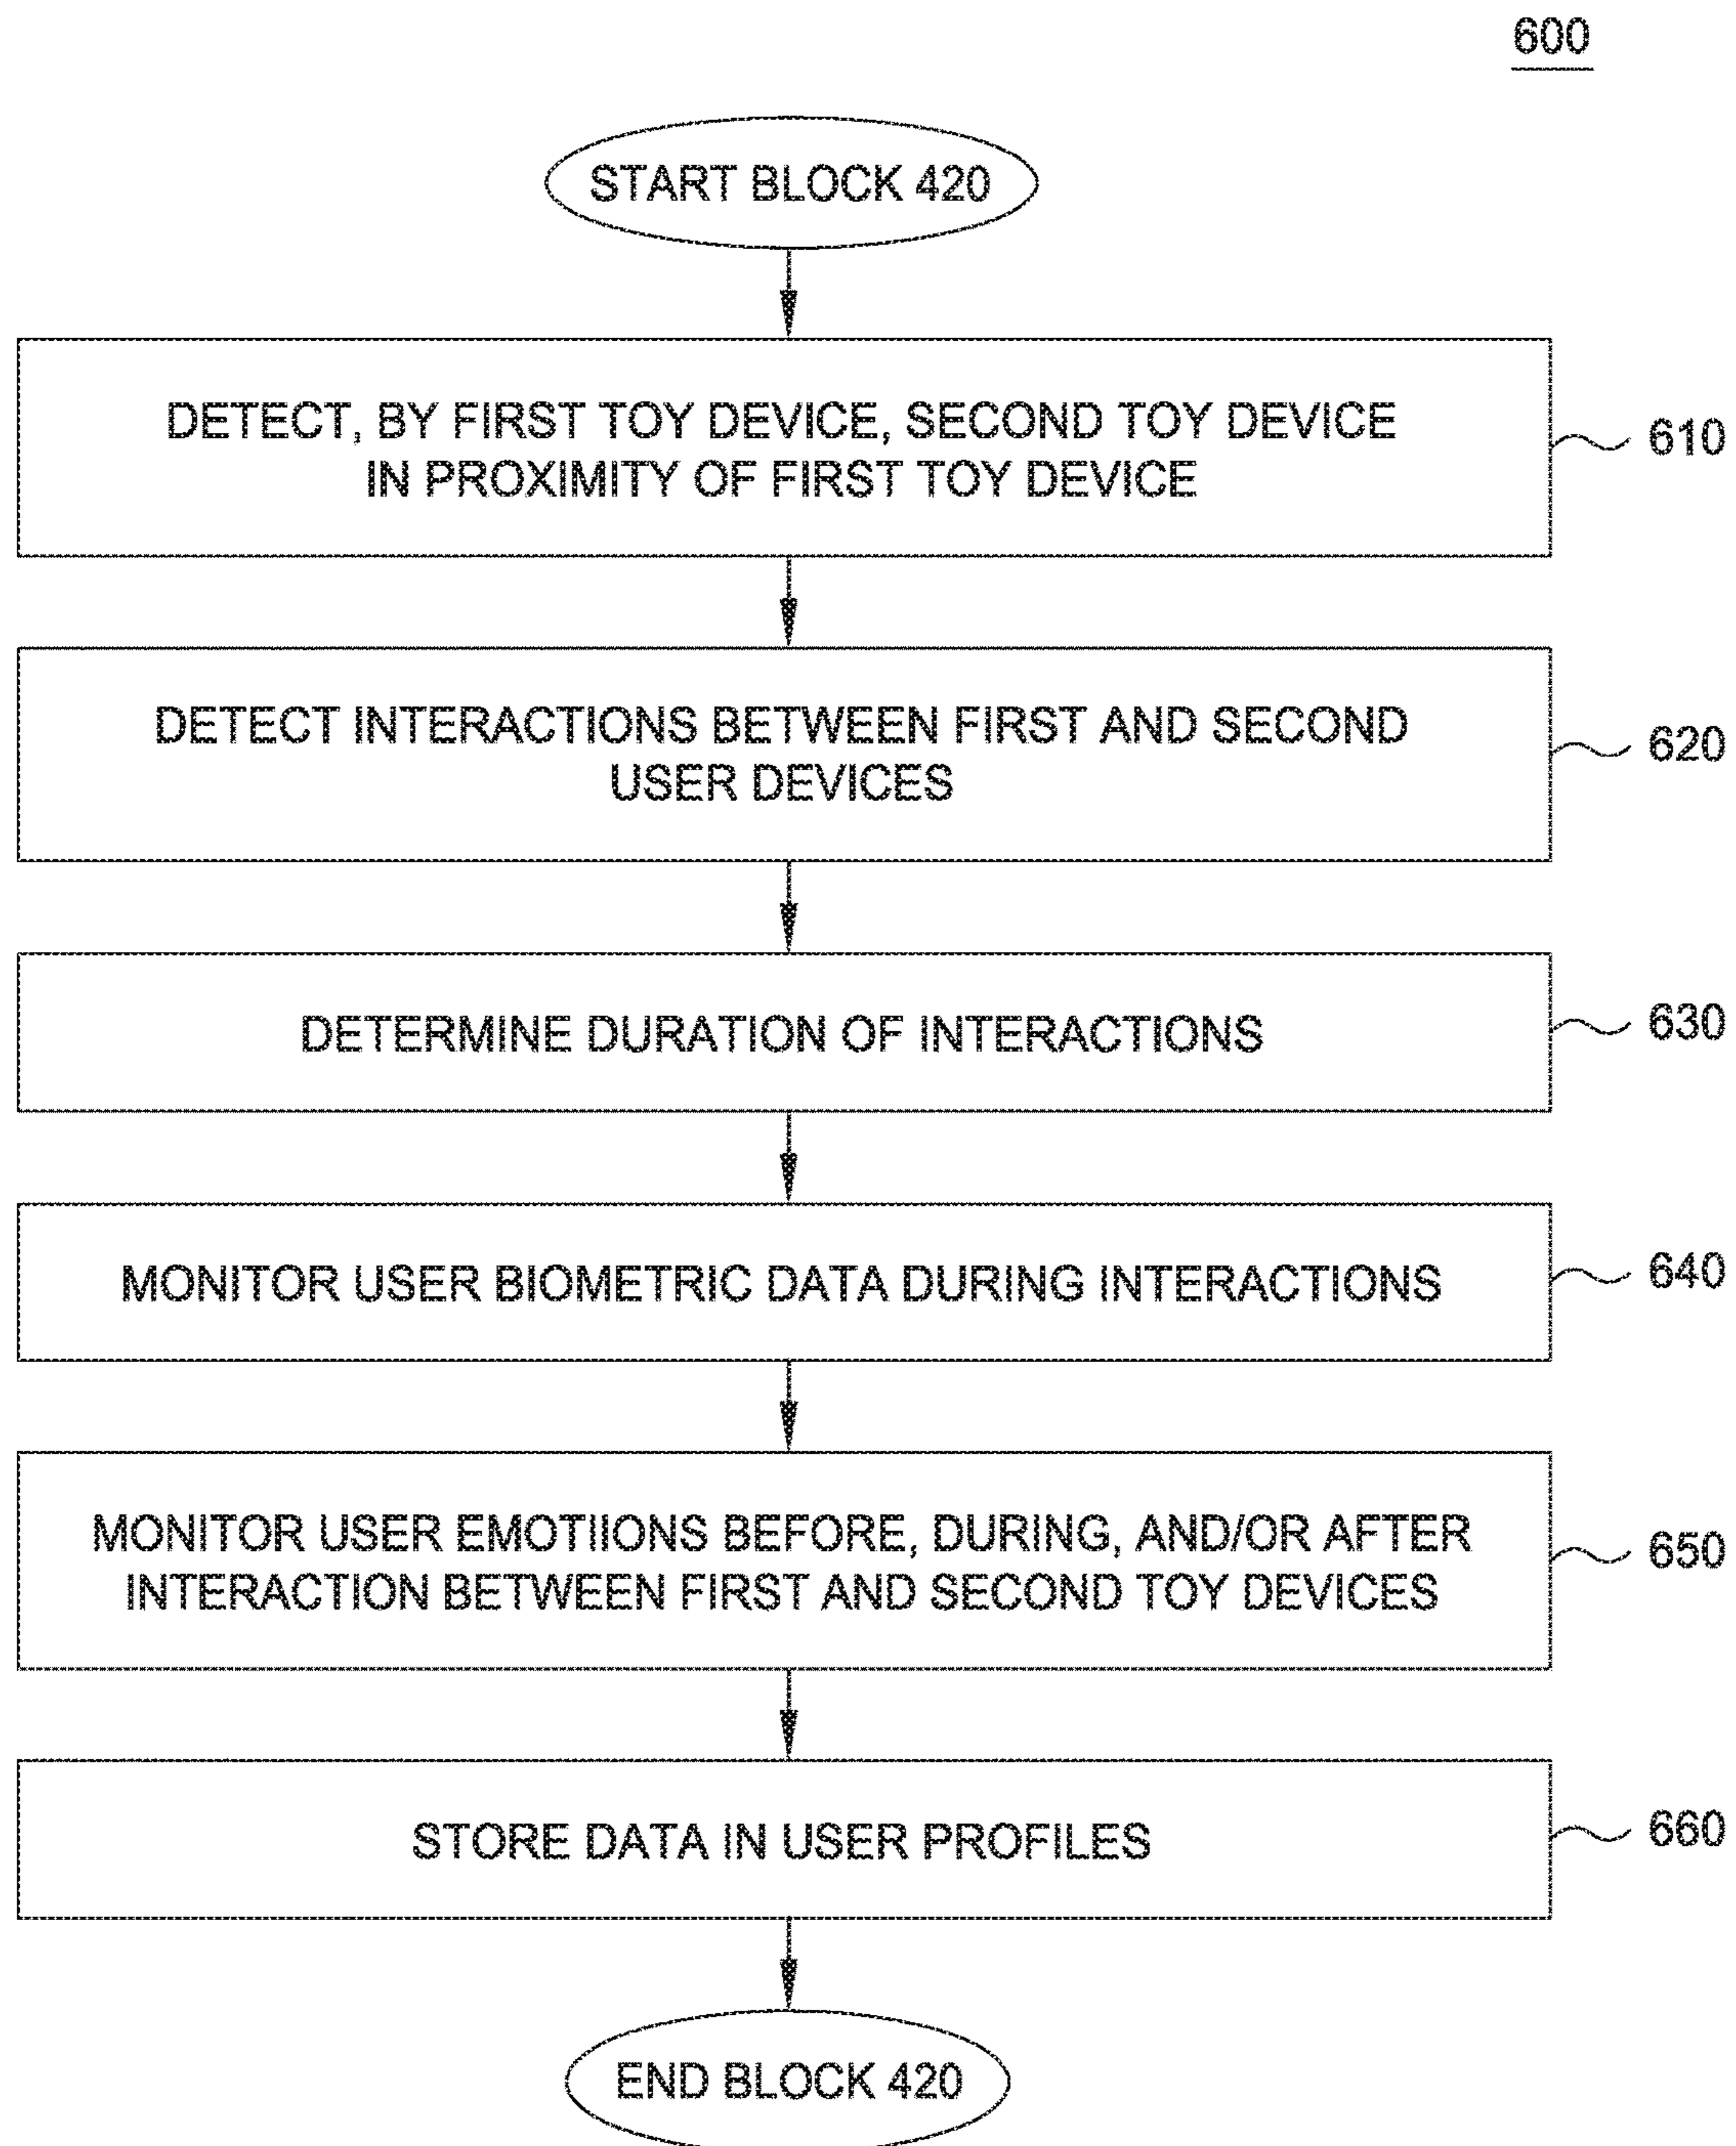 600
START BLOCK 420
DETECT, BY FIRST TOY DEVICE, SECOND TOY DEVICE
IN PROXIMITY OF FIRST TOY DEVICE
610
DETECT INTERACTIONS BETWEEN FIRST AND SECOND
USER DEVICES
620
DETERMINE DURATION OF INTERACTIONS
630
MONITOR USER BIOMETRIC DATA DURING INTERACTIONS
640
MONITOR USER EMOTIIONS BEFORE, DURING, AND/OR AFTER
INTERACTION BETWEEN FIRST AND SECOND TOY DEVICES
650
STORE DATA IN USER PROFILES
660
END BLOCK 420